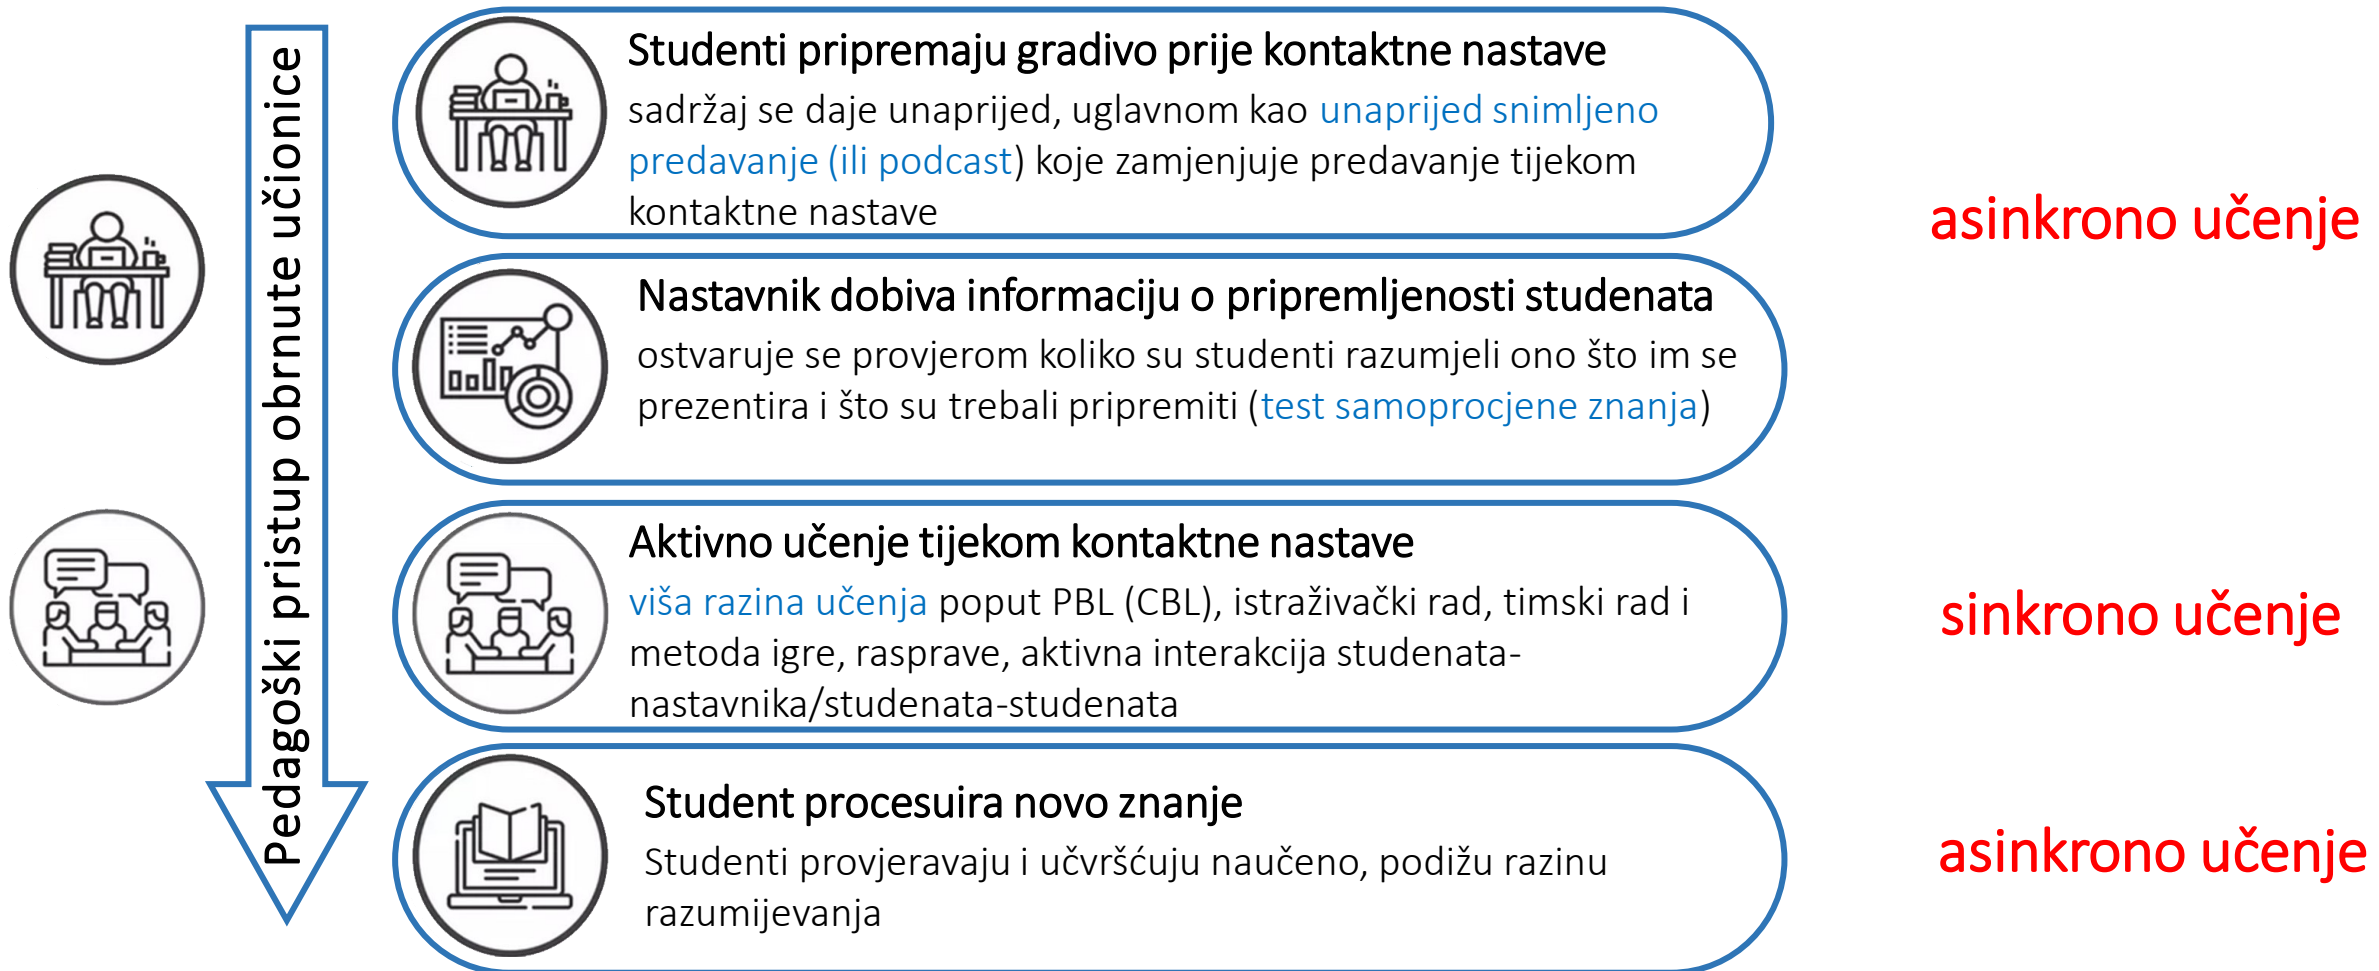 Pedagoški pristup obrnute učionice
Studenti pripremaju gradivo prije kontaktne nastave
sadržaj se daje unaprijed, uglavnom kao unaprijed snimljeno
predavanje (ili podcast) koje zamjenjuje predavanje tijekom
kontaktne nastave
asinkrono učenje
Nastavnik dobiva informaciju o pripremljenosti studenata
ostvaruje se provjerom koliko su studenti razumjeli ono što im se
prezentira i što su trebali pripremiti (test samoprocjene znanja)
Aktivno učenje tijekom kontaktne nastave
viša razina učenja poput PBL (CBL), istraživački rad, timski rad i
metoda igre, rasprave, aktivna interakcija studenata-
nastavnika/studenata-studenata
sinkrono učenje
Student procesuira novo znanje
Studenti provjeravaju i učvršćuju naučeno, podižu razinu
razumijevanja
asinkrono učenje